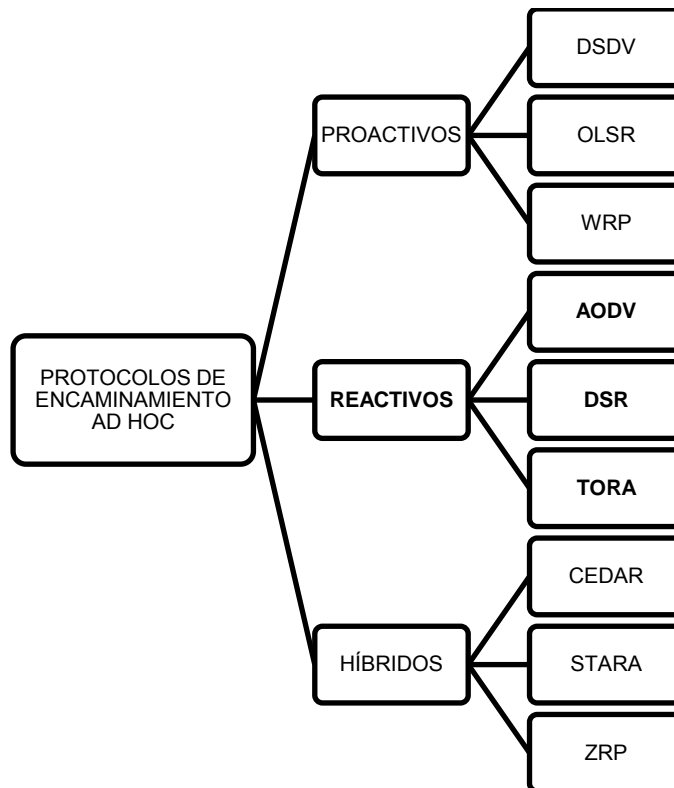 PROTOCOLOS DE
ENCAMINAMIENTO
AD HOC
PROACTIVOS
DSDV
OLSR
WRP
REACTIVOS
AODV
DSR
TORA
HÍBRIDOS
CEDAR
STARA
ZRP